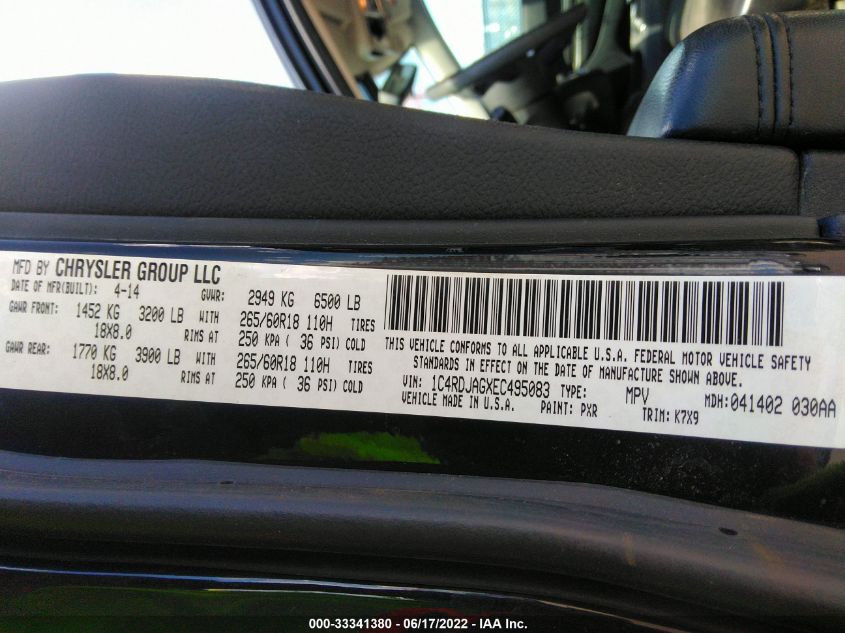 MFD BY CHRYSLER GROUP LLC
DATE OF MFR(BUILT): 4-14 GVWR: 2949 KG 6500 LB
GAWR FRONT: 1452 KG 3200 LB WITH 265/60R18 110H TIRES
18X8.0 RIMS AT 250 KPA ( 36 PSI) COLD
GAWR REAR: 1770 KG 3900 LB WITH 265/60R18 110H TIRES
18X8.0 RIMS AT 250 KPA ( 36 PSI) COLD
THIS VEHICLE CONFORMS TO ALL APPLICABLE U.S.A. FEDERAL MOTOR VEHICLE SAFETY
STANDARDS IN EFFECT ON THE DATE OF MANUFACTURE SHOWN ABOVE.
VIN: 1C4RDJAGXEC495083 TYPE: MPV MDH: 041402 030AA
VEHICLE MADE IN U.S.A. PAINT: PXR TRIM: K7X9
000-33341380 - 06/17/2022 - IAA Inc.